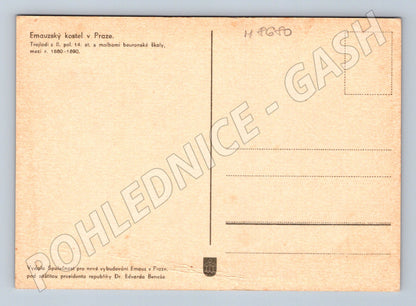 Emauzský kostel v Praze.
Trojlodí z II. pol. 14. st. s malbami beuronské školy,
mezi r. 1880-1890.
H 8680
POHLEDNICE - GASH
Vydala Společnost pro nové vybudování Emaus v Praze
pod záštitou presidenta republiky Dr. Edvarda Beneše